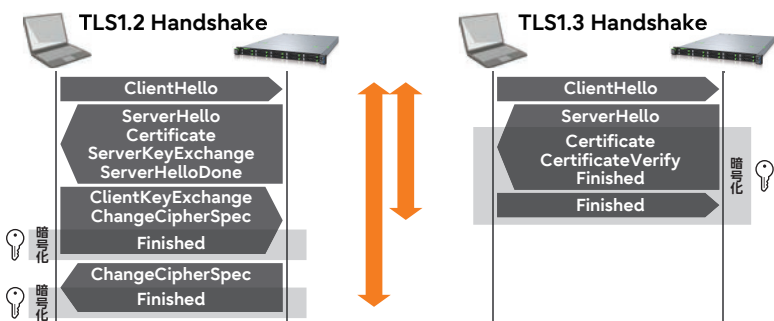 TLS1.2 Handshake
ClientHello
ServerHello
Certificate
ServerKeyExchange
ServerHelloDone
ClientKeyExchange
ChangeCipherSpec
Finished
暗号化
ChangeCipherSpec
Finished
暗号化
TLS1.3 Handshake
ClientHello
ServerHello
Certificate
CertificateVerify
Finished
Finished
暗号化